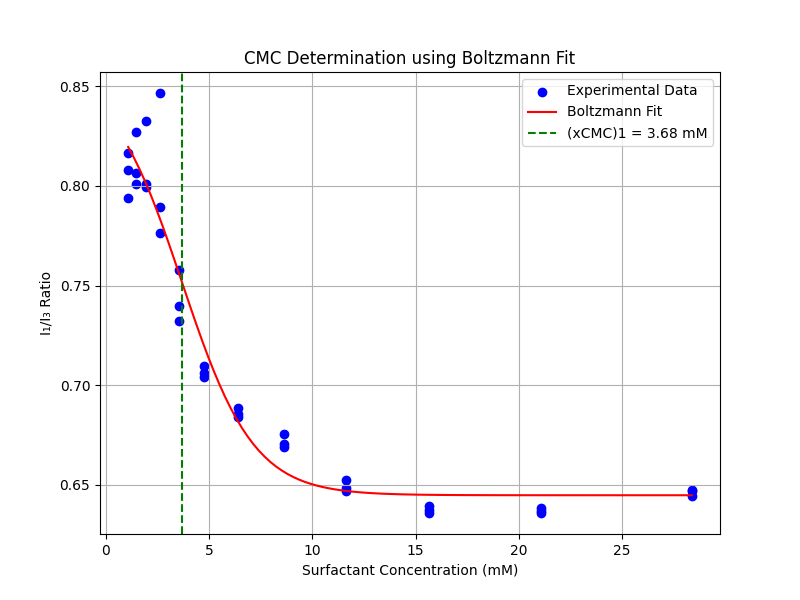 CMC Determination using Boltzmann Fit
Experimental Data
Boltzmann Fit
(xCMC)1 = 3.68 mM
I₁/I₃ Ratio
0.85
0.80
0.75
0.70
0.65
0
5
10
15
20
25
Surfactant Concentration (mM)